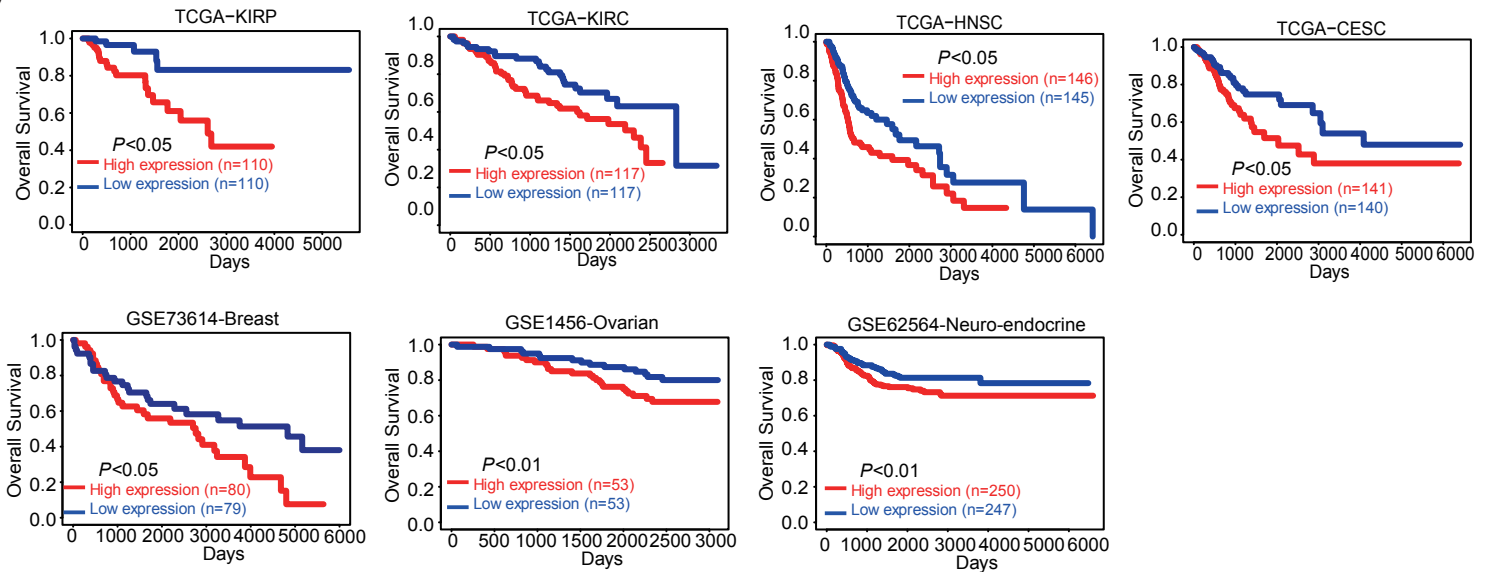 TCGA-KIRP
Overall Survival
1.0
0.8
0.6
0.4
0.2
0.0
P<0.05
High expression (n=110)
Low expression (n=110)
0 1000 2000 3000 4000 5000
Days
TCGA-KIRC
Overall Survival
1.0
0.8
0.6
0.4
0.2
0.0
P<0.05
High expression (n=117)
Low expression (n=117)
0 500 1000 1500 2000 2500 3000
Days
TCGA-HNSC
Overall Survival
1.0
0.8
0.6
0.4
0.2
0.0
P<0.05
High expression (n=146)
Low expression (n=145)
0 1000 2000 3000 4000 5000 6000
Days
TCGA-CESC
Overall Survival
1.0
0.8
0.6
0.4
0.2
0.0
P<0.05
High expression (n=141)
Low expression (n=140)
0 1000 2000 3000 4000 5000 6000
Days
GSE73614-Breast
Overall Survival
1.0
0.8
0.6
0.4
0.2
0.0
P<0.05
High expression (n=80)
Low expression (n=79)
0 1000 2000 3000 4000 5000 6000
Days
GSE1456-Ovarian
Overall Survival
1.0
0.8
0.6
0.4
0.2
0.0
P<0.01
High expression (n=53)
Low expression (n=53)
0 500 1000 1500 2000 2500 3000
Days
GSE62564-Neuro-endocrine
Overall Survival
1.0
0.8
0.6
0.4
0.2
0.0
P<0.01
High expression (n=250)
Low expression (n=247)
0 1000 2000 3000 4000 5000 6000
Days